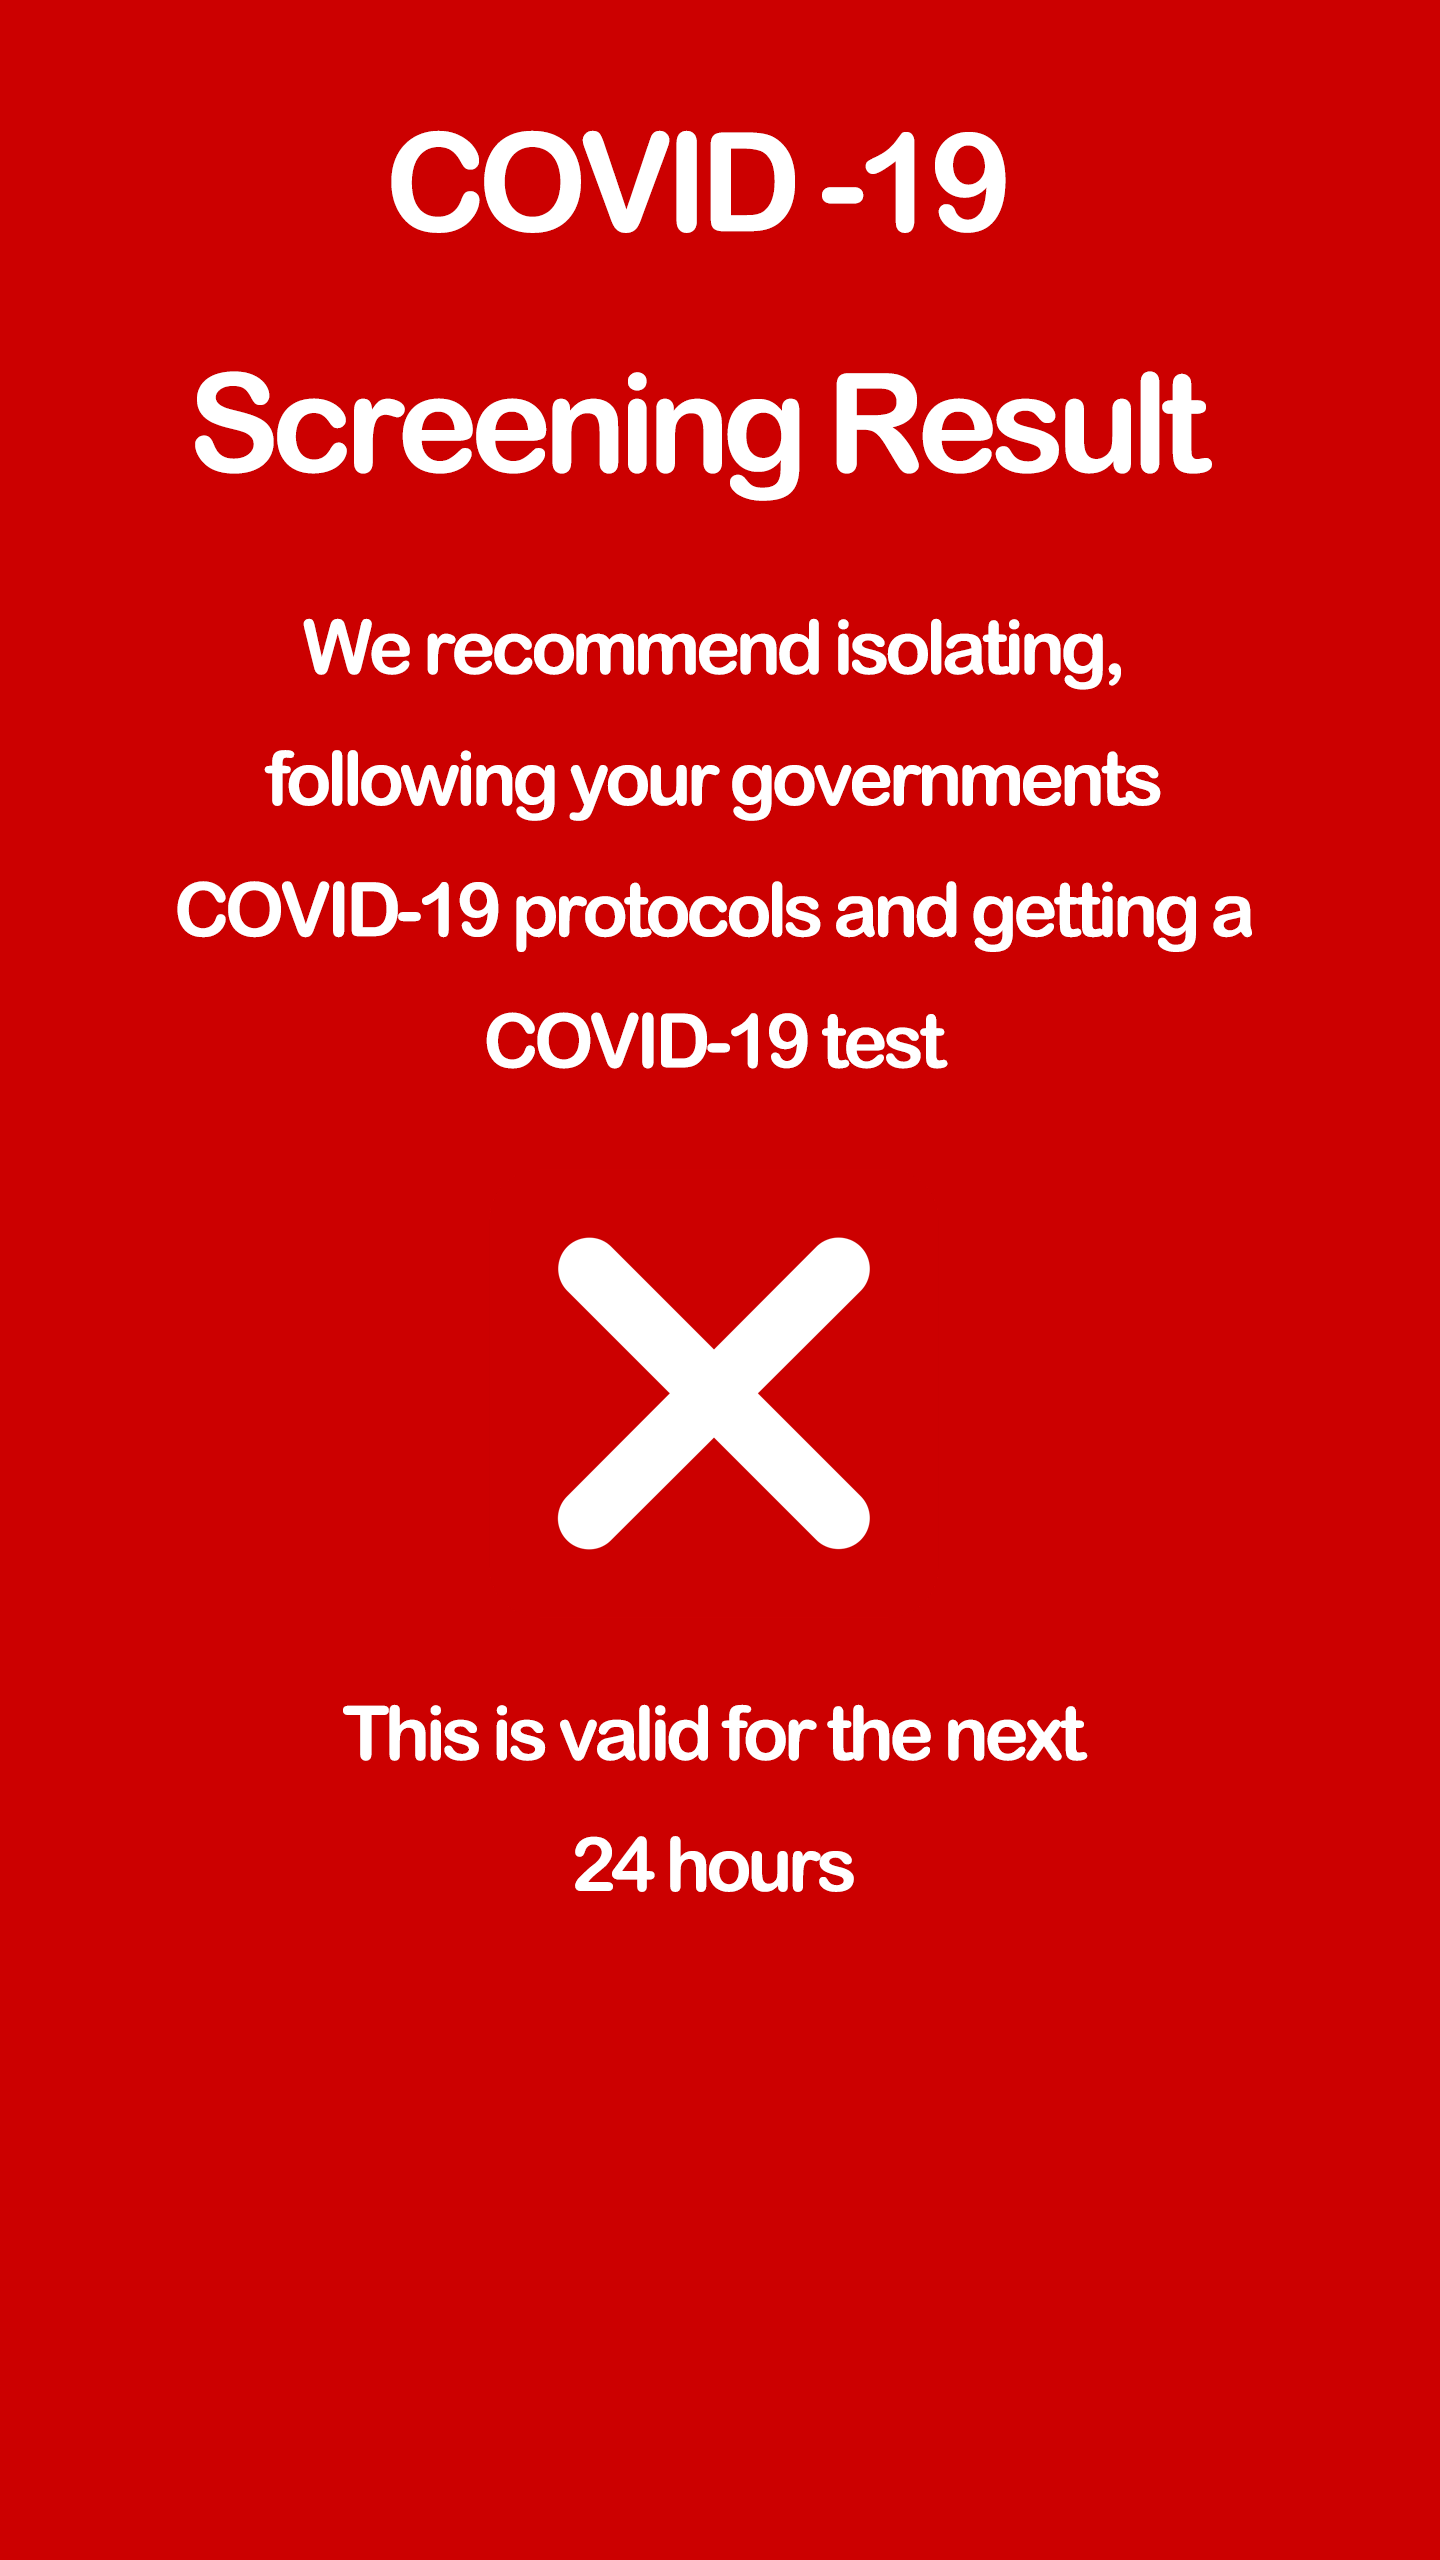 COVID -19
Screening Result
We recommend isolating,
following your governments
COVID-19 protocols and getting a
COVID-19 test
This is valid for the next
24 hours